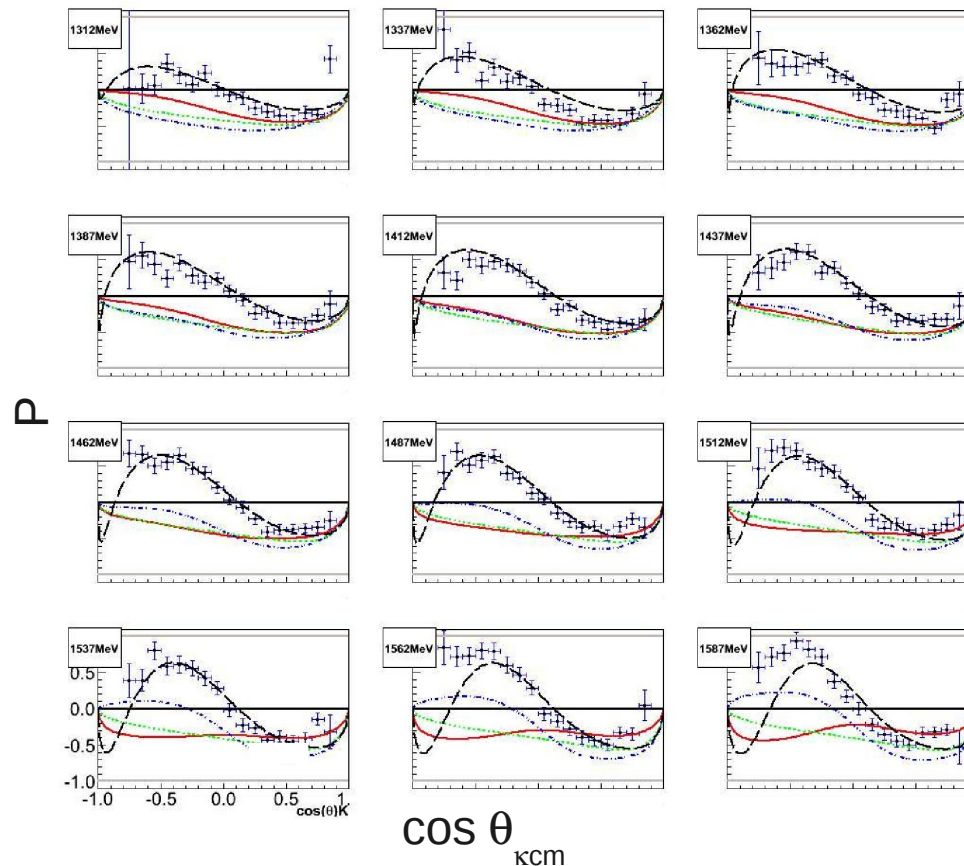 1312MeV
1337MeV
1362MeV
1387MeV
1412MeV
1437MeV
P
1462MeV
1487MeV
1512MeV
1537MeV
1562MeV
1587MeV
0.5
0.0
-0.5
-1.0
-1.0 -0.5 0.0 0.5 1
cos(θ)K
cos θκcm